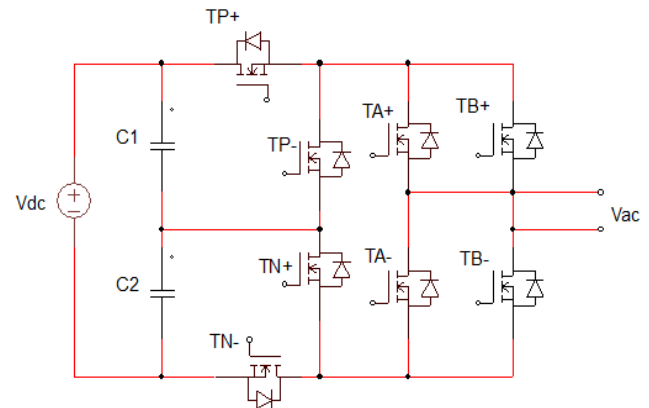 TP+
C1
TP-
TA+
TB+
Vdc
Vac
C2
TN+
TA-
TB-
TN-